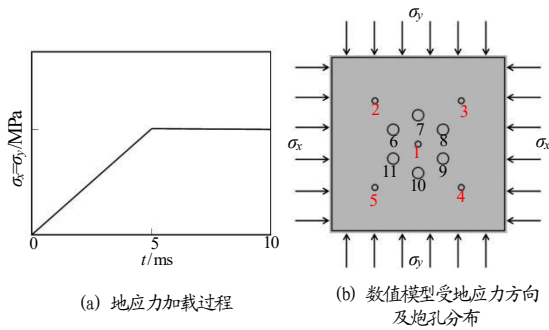 σx=σy/MPa
0
5
10
t/ms
(a) 地应力加载过程
σy
σx
σx
2
3
7
6
8
1
11
9
10
5
4
σy
(b) 数值模型受地应力方向
及炮孔分布